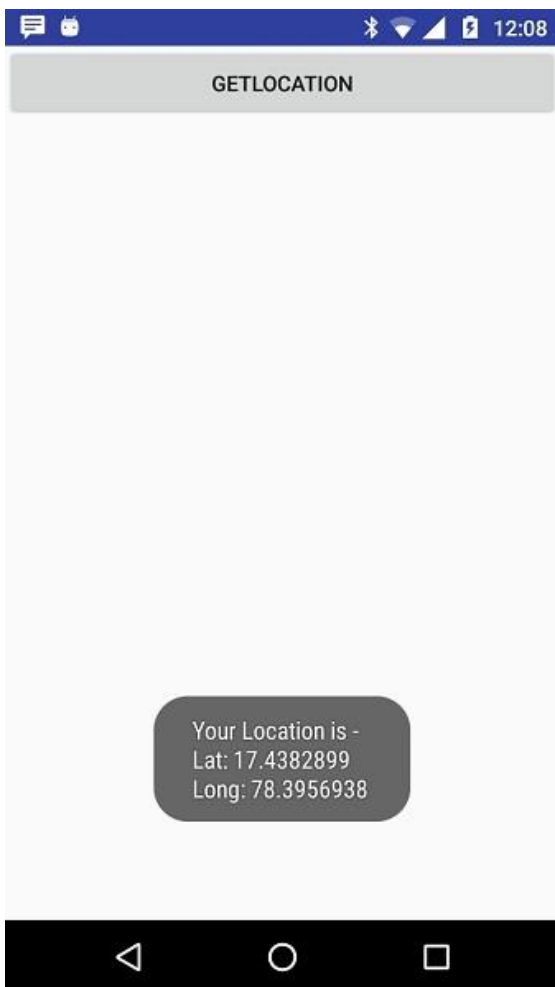 12:08
GETLOCATION
Your Location is -
Lat: 17.4382899
Long: 78.3956938